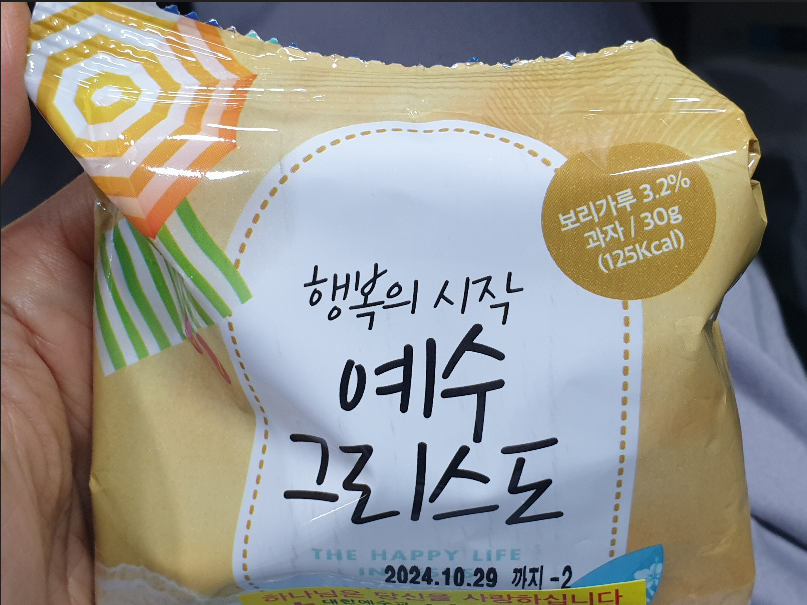 보리가루 3.2%
과자 / 30g
(125Kcal)
행복의 시작
예수
그리스도
THE HAPPY LIFE
IN
2024.10.29 까지 -2
하나님은 당신을 사랑하십니다